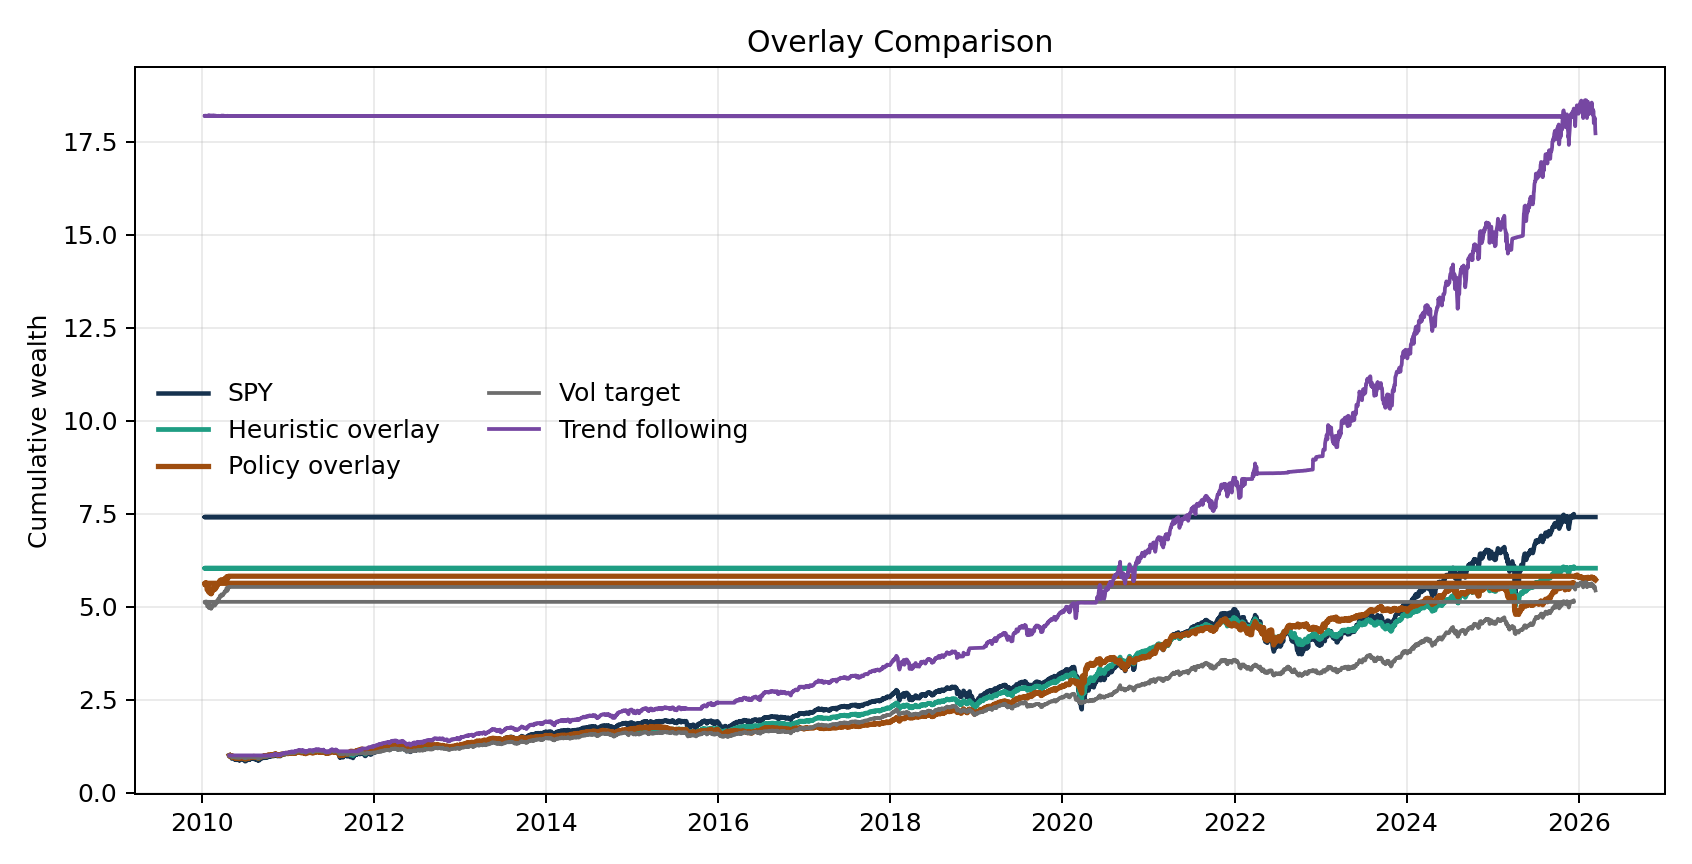 Overlay Comparison
Cumulative wealth
17.5
15.0
12.5
10.0
7.5
5.0
2.5
0.0
SPY
Heuristic overlay
Policy overlay
Vol target
Trend following
2010 2012 2014 2016 2018 2020 2022 2024 2026